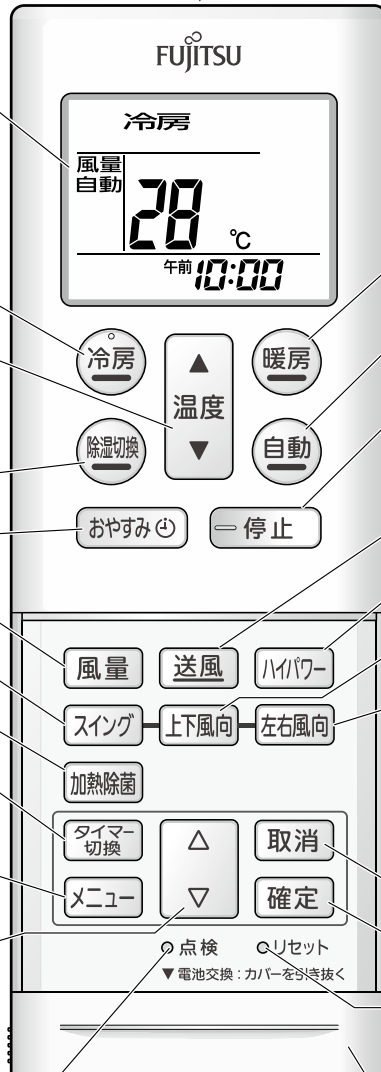 FUJITSU
冷房
風量
自動
28
℃
午前 10:00
冷房
▲
温度
▼
暖房
除湿切換
自動
おやすみ
停止
風量
送風
ハイパワー
スイング
上下風向
左右風向
加熱除菌
タイマー
切換
△
▽
取消
メニュー
確定
点検
リセット
▼電池交換:カバーを引き抜く